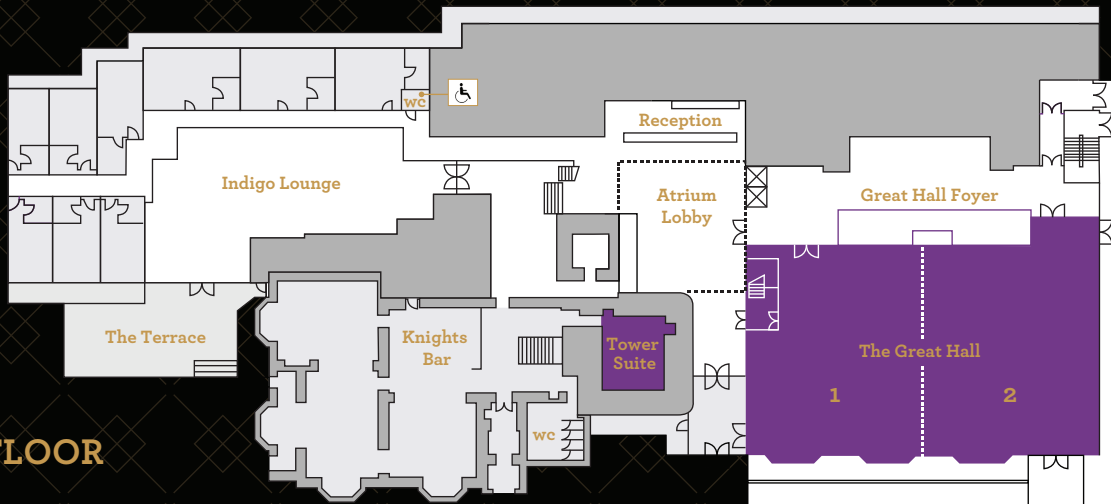 wc
Reception
Indigo Lounge
Atrium
Lobby
Great Hall Foyer
The Terrace
Knights
Bar
Tower
Suite
The Great Hall
1
2
wc